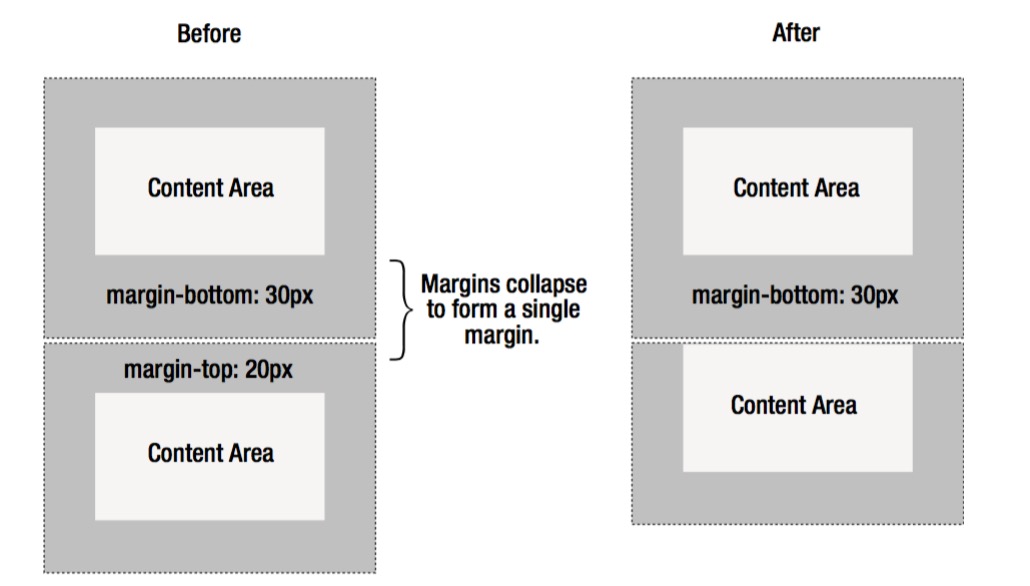 Before
Content Area
margin-bottom: 30px
margin-top: 20px
Content Area
Margins collapse
to form a single
margin.
After
Content Area
margin-bottom: 30px
Content Area